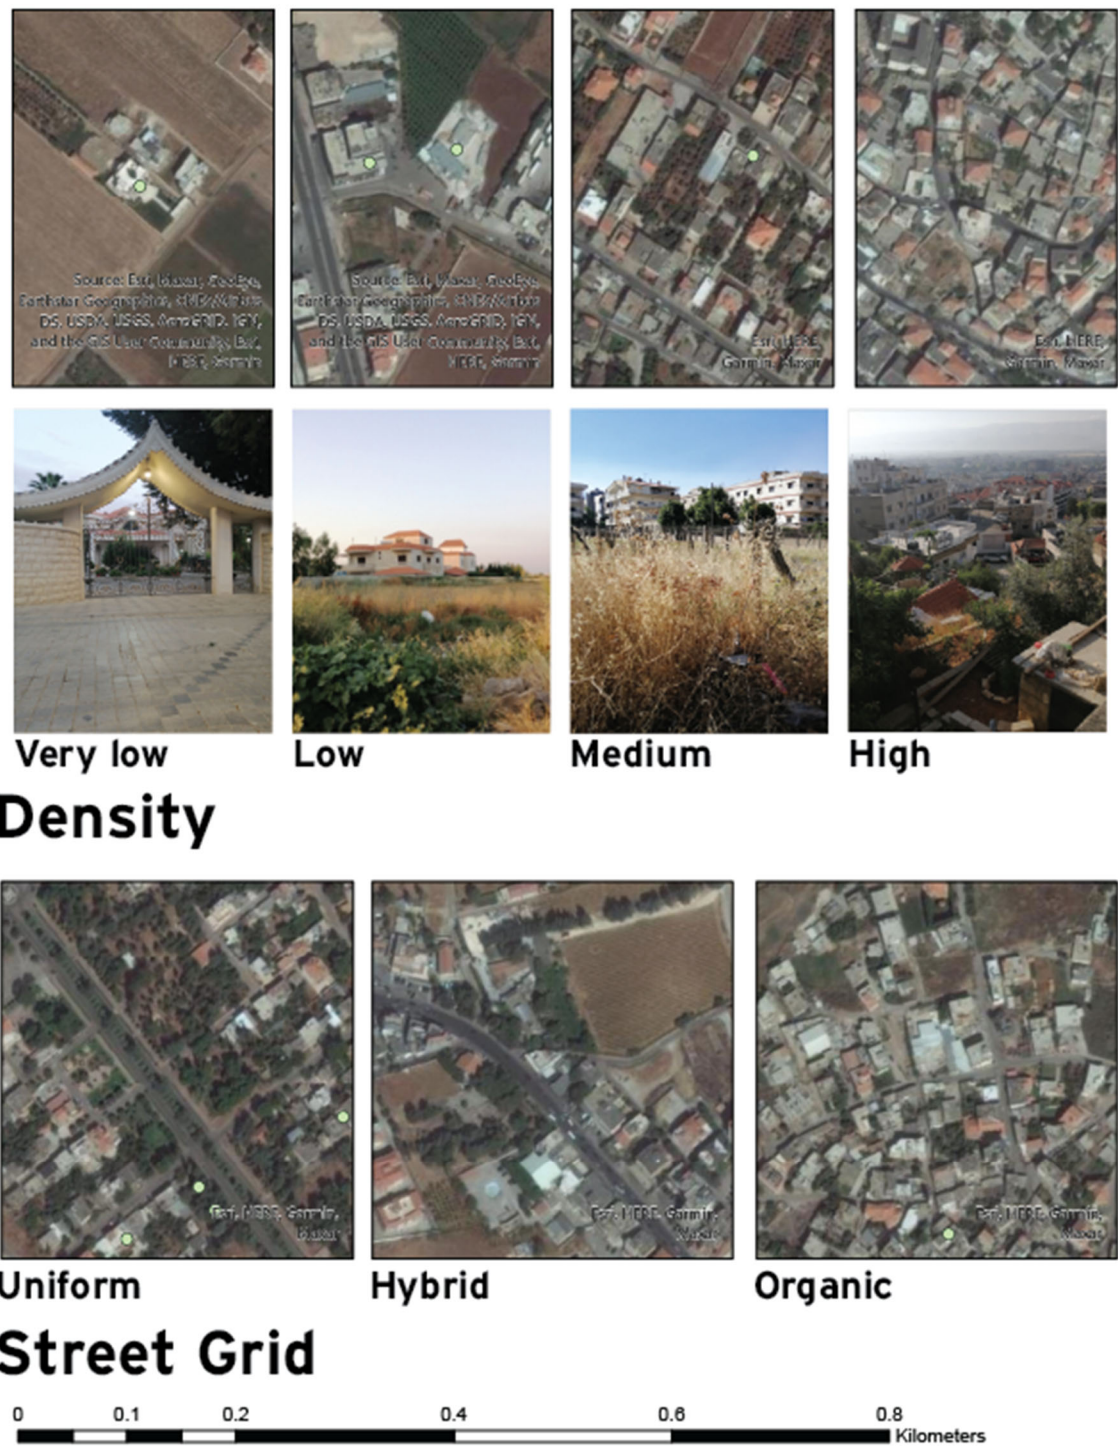 Source: Esri, Maxar, GeoEye,
Earthstar Geographics, CNES/Airbus
DS, USDA, USGS, AeroGRID, IGN,
and the GIS User Community, Esri,
HERE, Garmin
Source: Esri, Maxar, GeoEye,
Earthstar Geographics, CNES/Airbus
DS, USDA, USGS, AeroGRID, IGN,
and the GIS User Community, Esri,
HERE, Garmin
Esri, HERE,
Garmin, Maxar
Esri, HERE,
Garmin, Maxar
Very low
Low
Medium
High
Density
Esri, HERE, Garmin,
Maxar
Esri, HERE, Garmin,
Maxar
Esri, HERE, Garmin,
Maxar
Uniform
Hybrid
Organic
Street Grid
0 0.1 0.2 0.4 0.6 0.8
Kilometers